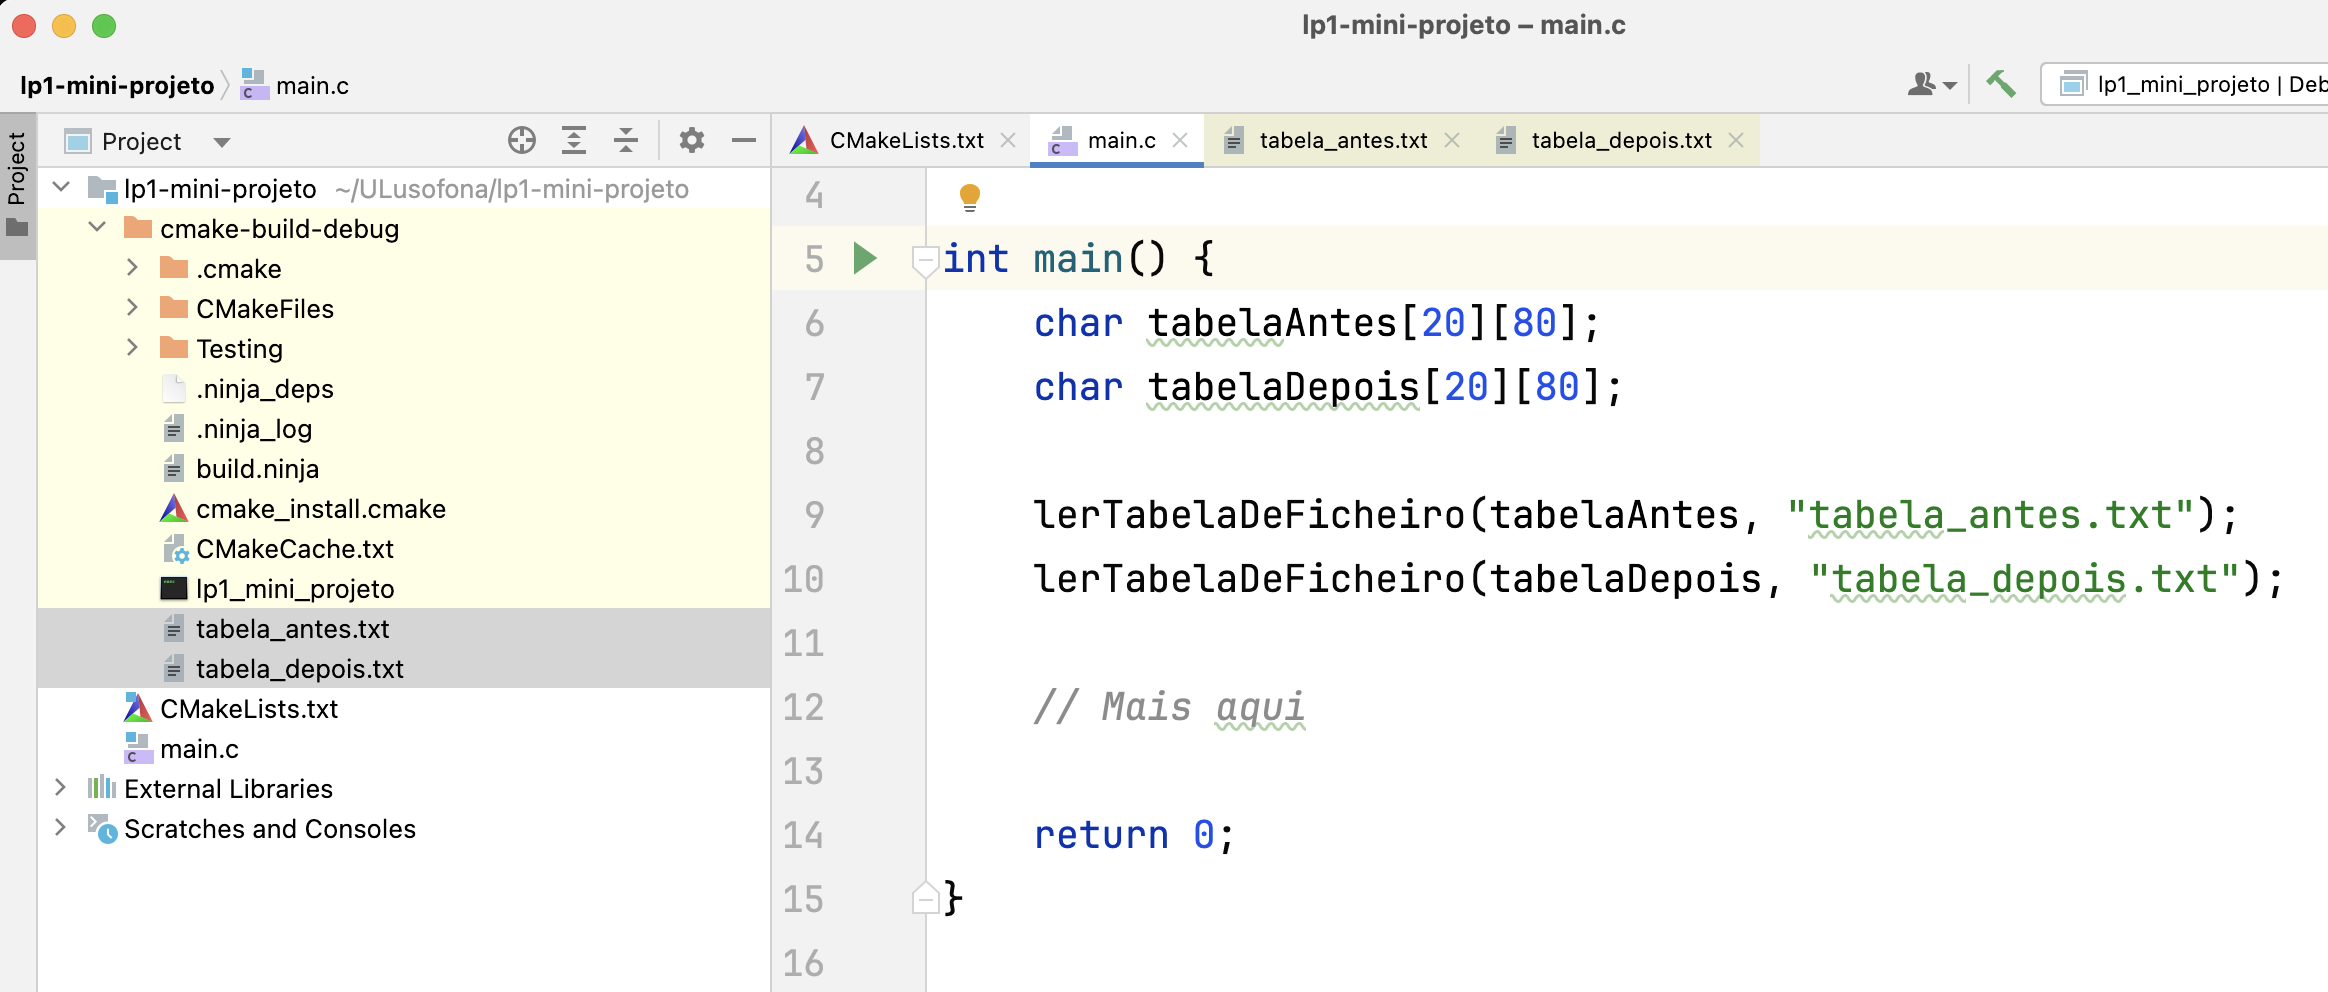 lp1-mini-projeto – main.c
lp1-mini-projeto main.c
lp1_mini_projeto | Deb
Project
Project
CMakeLists.txt
main.c
tabela_antes.txt
tabela_depois.txt
lp1-mini-projeto ~/ULusofona/lp1-mini-projeto
cmake-build-debug
.cmake
CMakeFiles
Testing
.ninja_deps
.ninja_log
build.ninja
cmake_install.cmake
CMakeCache.txt
lp1_mini_projeto
tabela_antes.txt
tabela_depois.txt
CMakeLists.txt
main.c
External Libraries
Scratches and Consoles
4
5 int main() {
6 char tabelaAntes[20][80];
7 char tabelaDepois[20][80];
8
9 lerTabelaDeFicheiro(tabelaAntes, "tabela_antes.txt");
10 lerTabelaDeFicheiro(tabelaDepois, "tabela_depois.txt");
11
12 // Mais aqui
13
14 return 0;
15 }
16